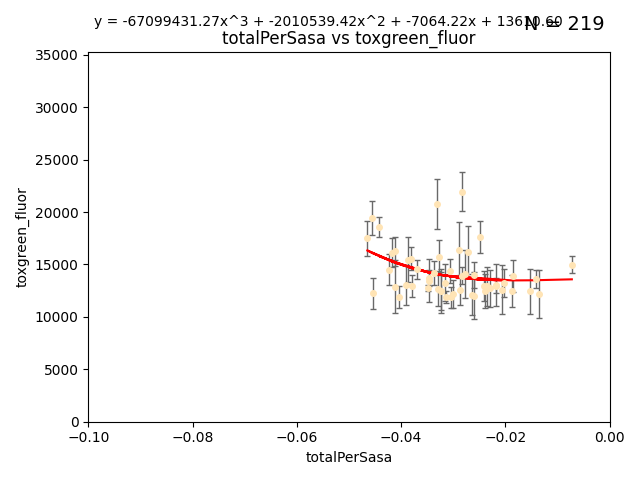 y = -67099431.27x^3 + -2010539.42x^2 + -7064.22x + 13610.60
N = 219
totalPerSasa vs toxgreen_fluor
35000
30000
25000
20000
15000
10000
5000
0
toxgreen_fluor
−0.10 −0.08 −0.06 −0.04 −0.02 0.00
totalPerSasa